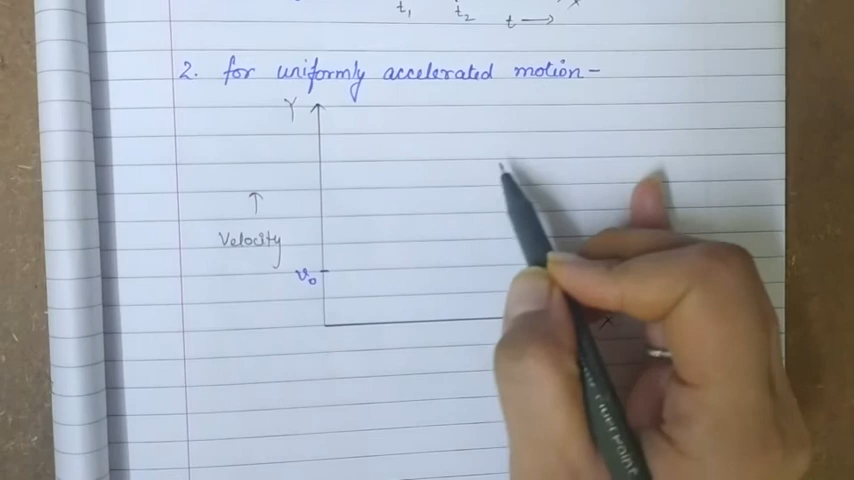 t₁ t₂ t → x
2. for uniformly accelerated motion-
Y
↑
Velocity
v₀
x